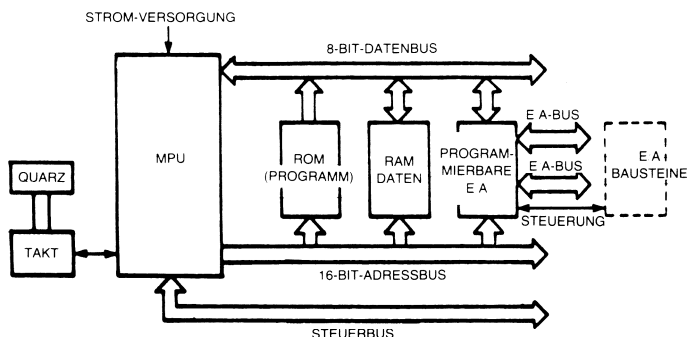 STROM-VERSORGUNG
8-BIT-DATENBUS
MPU
ROM
(PROGRAMM)
RAM
DATEN
PROGRAM-
MIERBARE
E A
E A-BUS
E A-BUS
E A
BAUSTEINE
STEUERUNG
QUARZ
TAKT
16-BIT-ADRESSBUS
STEUERBUS